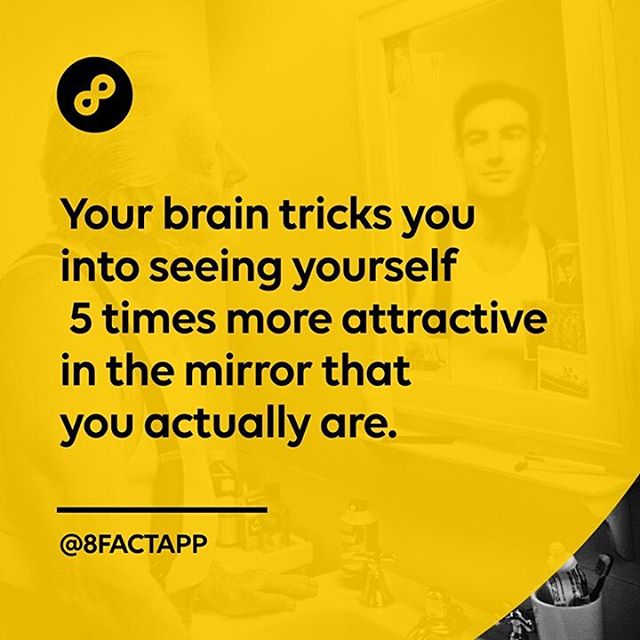 Your brain tricks you
into seeing yourself
5 times more attractive
in the mirror that
you actually are.
@8FACTAPP